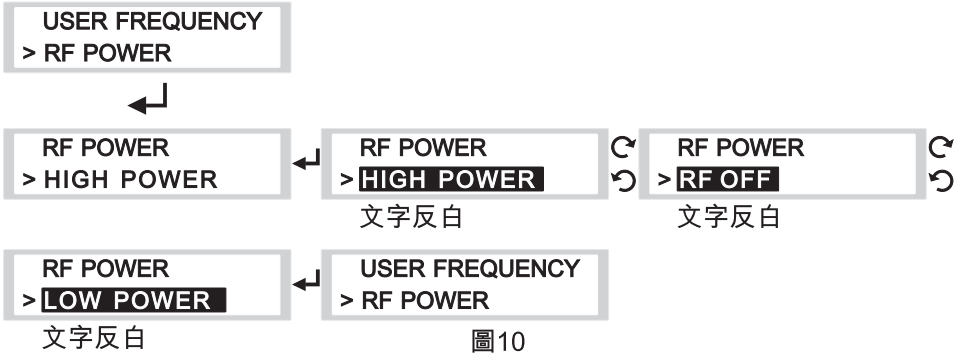 USER FREQUENCY
> RF POWER
RF POWER
> HIGH POWER
RF POWER
> HIGH POWER
文字反白
RF POWER
> RF OFF
文字反白
RF POWER
> LOW POWER
文字反白
USER FREQUENCY
> RF POWER
圖10